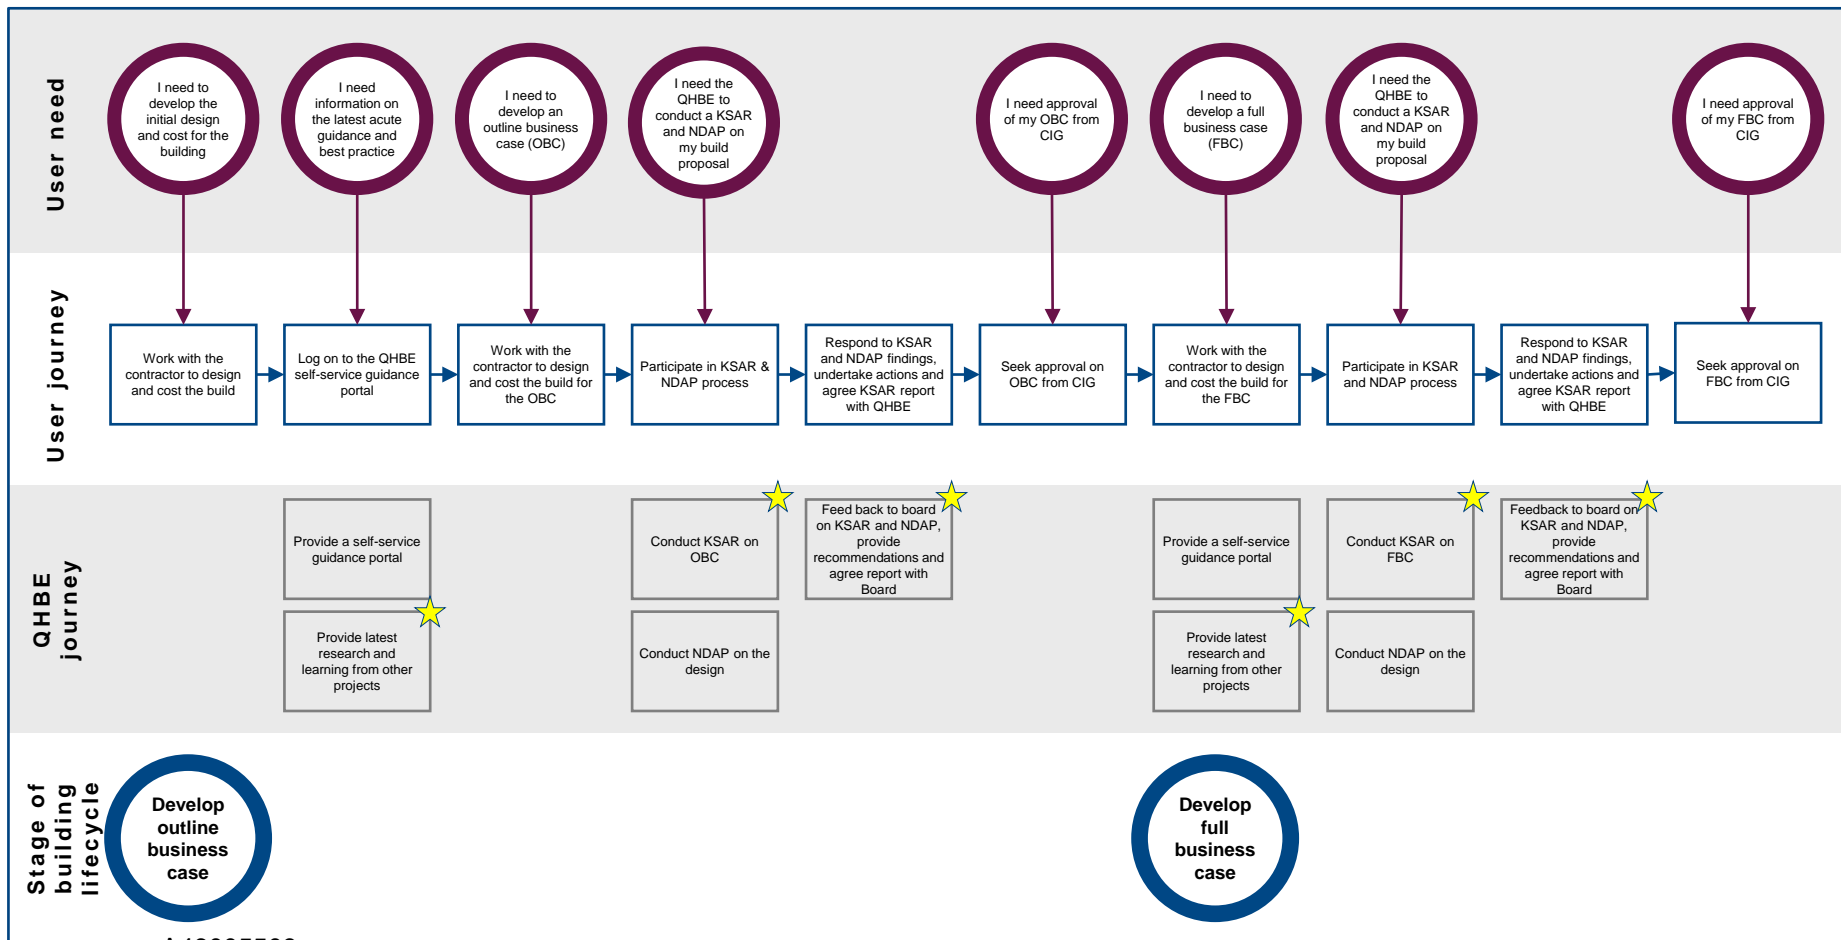 User need
I need to
develop the
initial design
and cost for the
building
I need
information on
the latest acute
guidance and
best practice
I need to
develop an
outline business
case (OBC)
I need the
QHBE to
conduct a KSAR
and NDAP on
my build
proposal
I need approval
of my OBC from
CIG
I need to
develop a full
business case
(FBC)
I need the
QHBE to
conduct a KSAR
and NDAP on
my build
proposal
I need approval
of my FBC from
CIG
User journey
Work with the
contractor to design
and cost the build
Log on to the QHBE
self-service guidance
portal
Work with the
contractor to design
and cost the build for
the OBC
Participate in KSAR &
NDAP process
Respond to KSAR
and NDAP findings,
undertake actions and
agree KSAR report
with QHBE
Seek approval on
OBC from CIG
Work with the
contractor to design
and cost the build for
the FBC
Participate in KSAR
and NDAP process
Respond to KSAR
and NDAP findings,
undertake actions and
agree KSAR report
with QHBE
Seek approval on
FBC from CIG
QHBE
journey
Provide a self-service
guidance portal
Provide latest
research and
learning from other
projects
Conduct KSAR on
OBC
Conduct NDAP on the
design
Feed back to board
on KSAR and NDAP,
provide
recommendations and
agree report with
Board
Provide a self-service
guidance portal
Provide latest
research and
learning from other
projects
Conduct KSAR on
FBC
Conduct NDAP on the
design
Feedback to board on
KSAR and NDAP,
provide
recommendations and
agree report with
Board
Stage of
building
lifecycle
Develop
outline
business
case
Develop
full
business
case